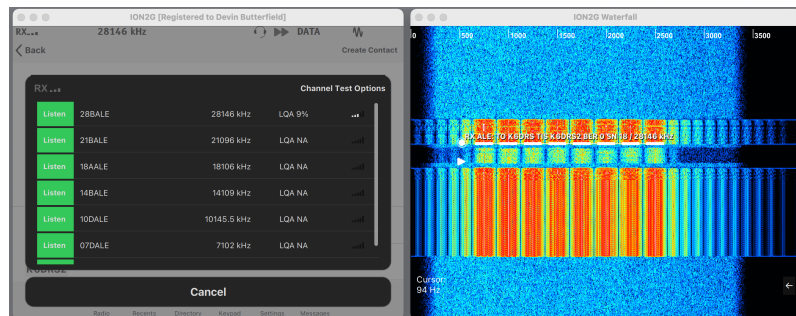 ION2G [Registered to Devin Butterfield]
RX... 28146 kHz DATA
Back Create Contact
RX ... Channel Test Options
Listen 28BALE 28146 kHz LQA 9%
Listen 21BALE 21096 kHz LQA NA
Listen 18AALE 18106 kHz LQA NA
Listen 14BALE 14109 kHz LQA NA
Listen 10DALE 10145.5 kHz LQA NA
Listen 07DALE 7102 kHz LQA NA
K6DRS2
Cancel
Radio Recents Directory Keypad Settings Messages
ION2G Waterfall
0 500 1000 1500 2000 2500 3000 3500
RX ALE: TO K6DRS TIS K6DRS2 BER 0 SN 18 / 28146 kHz
Cursor:
94 Hz